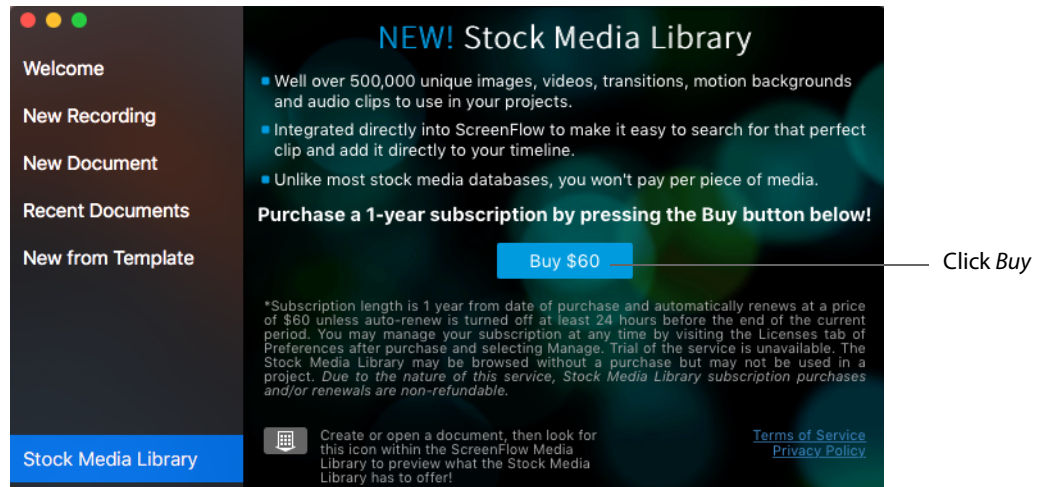 Welcome
New Recording
New Document
Recent Documents
New from Template
Stock Media Library
NEW! Stock Media Library
Well over 500,000 unique images, videos, transitions, motion backgrounds
and audio clips to use in your projects.
Integrated directly into ScreenFlow to make it easy to search for that perfect
clip and add it directly to your timeline.
Unlike most stock media databases, you won't pay per piece of media.
Purchase a 1-year subscription by pressing the Buy button below!
Buy $60
Click Buy
*Subscription length is 1 year from date of purchase and automatically renews at a price
of $60 unless auto-renew is turned off at least 24 hours before the end of the current
period. You may manage your subscription at any time by visiting the Licenses tab of
Preferences after purchase and selecting Manage. Trial of the service is unavailable. The
Stock Media Library may be browsed without a purchase but may not be used in a
project. Due to the nature of this service, Stock Media Library subscription purchases
and/or renewals are non-refundable.
Create or open a document, then look for
this icon within the ScreenFlow Media
Library to preview what the Stock Media
Library has to offer!
Terms of Service
Privacy Policy